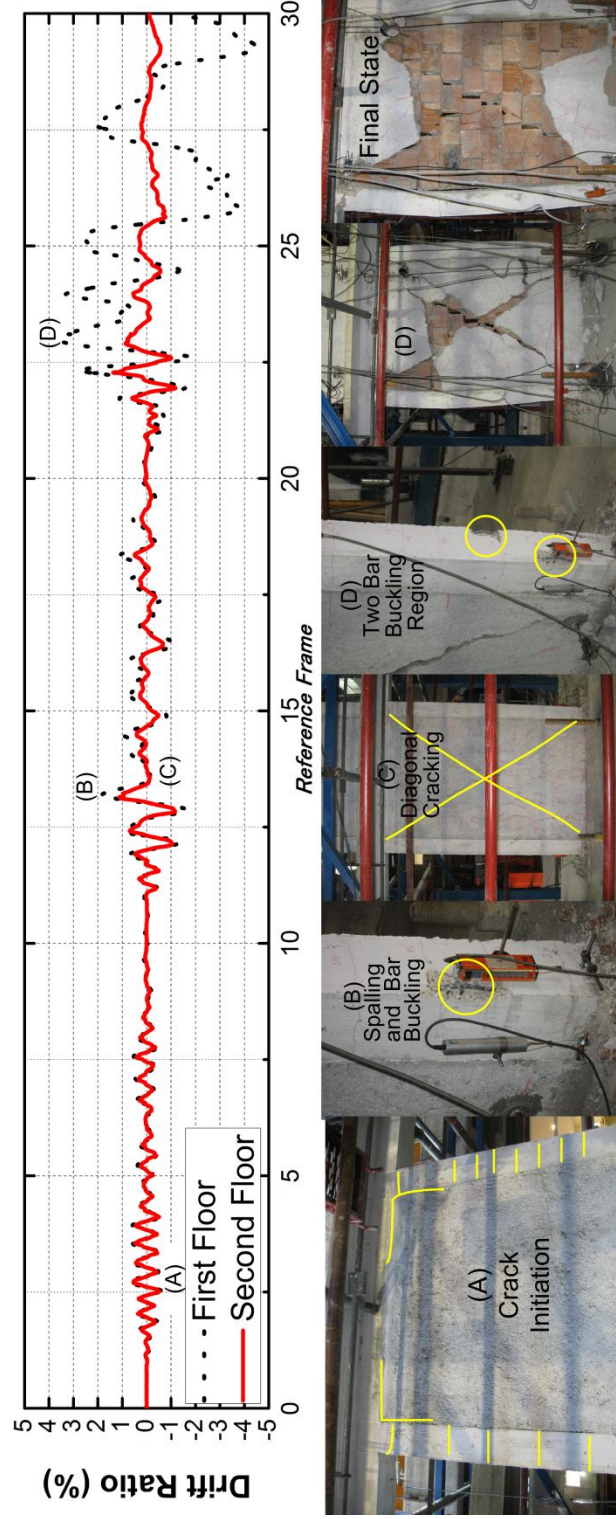 Drift Ratio (%)
5
4
3
2
1
0
-1
-2
-3
-4
-5
First Floor
Second Floor
(A)
(B)
(C)
(D)
0
5
10
15
20
25
30
Reference Frame
(A)
Crack
Initiation
(B)
Spalling
and Bar
Buckling
(C)
Diagonal
Cracking
(D)
Two Bar
Buckling
Region
(D)
Final State